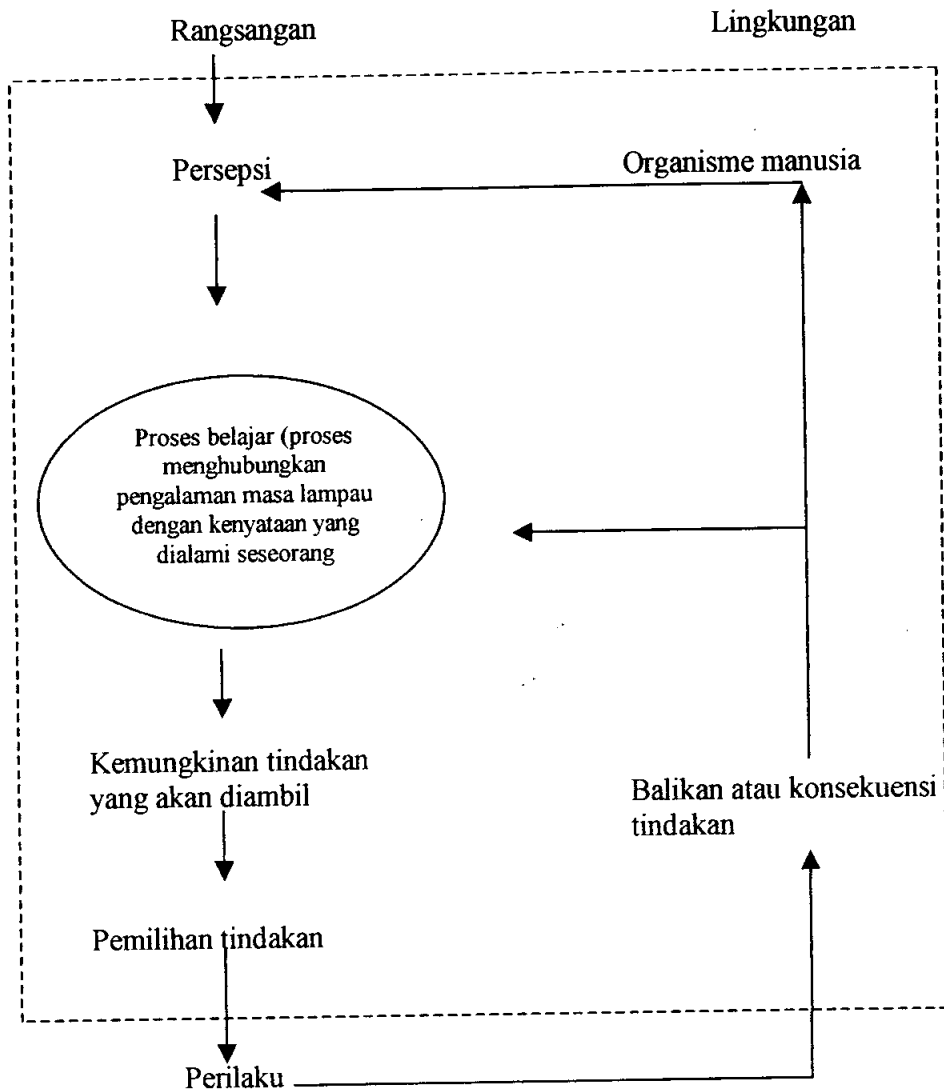 Rangsangan
Lingkungan
Persepsi
Organisme manusia
Proses belajar (proses
menghubungkan
pengalaman masa lampau
dengan kenyataan yang
dialami seseorang
Kemungkinan tindakan
yang akan diambil
Balikan atau konsekuensi
tindakan
Pemilihan tindakan
Perilaku